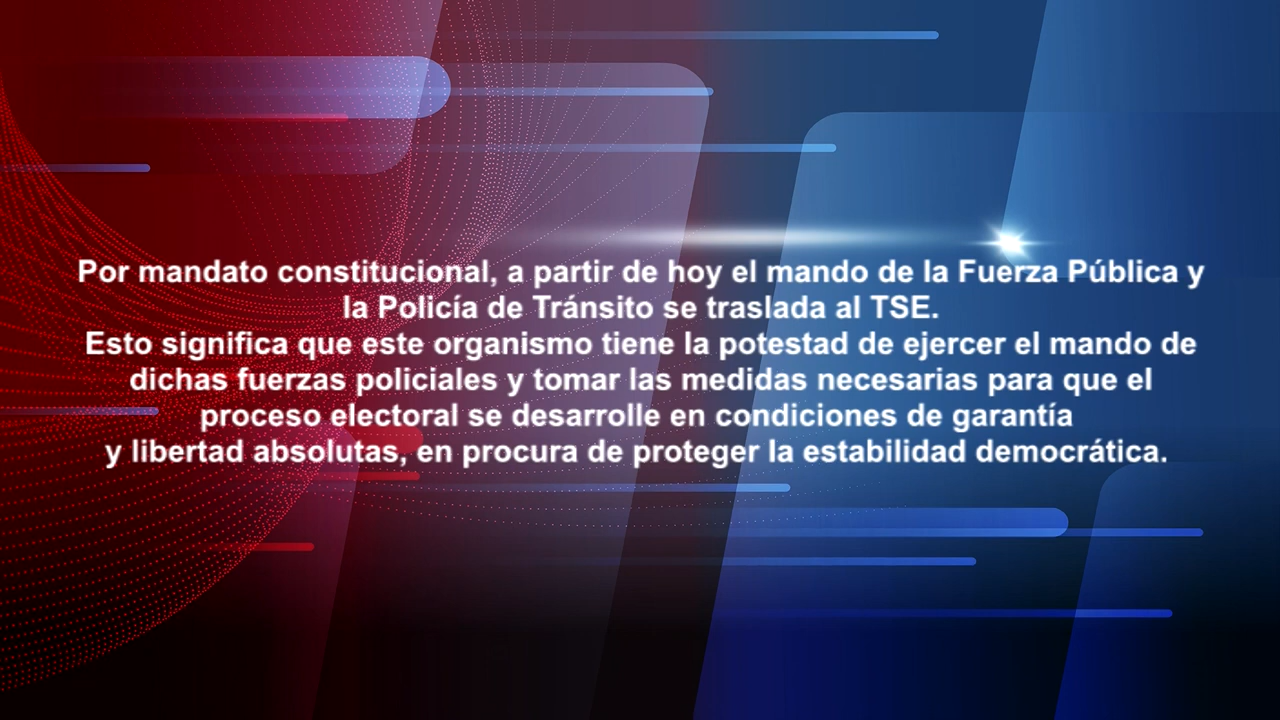 Por mandato constitucional, a partir de hoy el mando de la Fuerza Pública y
la Policía de Tránsito se traslada al TSE.
Esto significa que este organismo tiene la potestad de ejercer el mando de
dichas fuerzas policiales y tomar las medidas necesarias para que el
proceso electoral se desarrolle en condiciones de garantía
y libertad absolutas, en procura de proteger la estabilidad democrática.